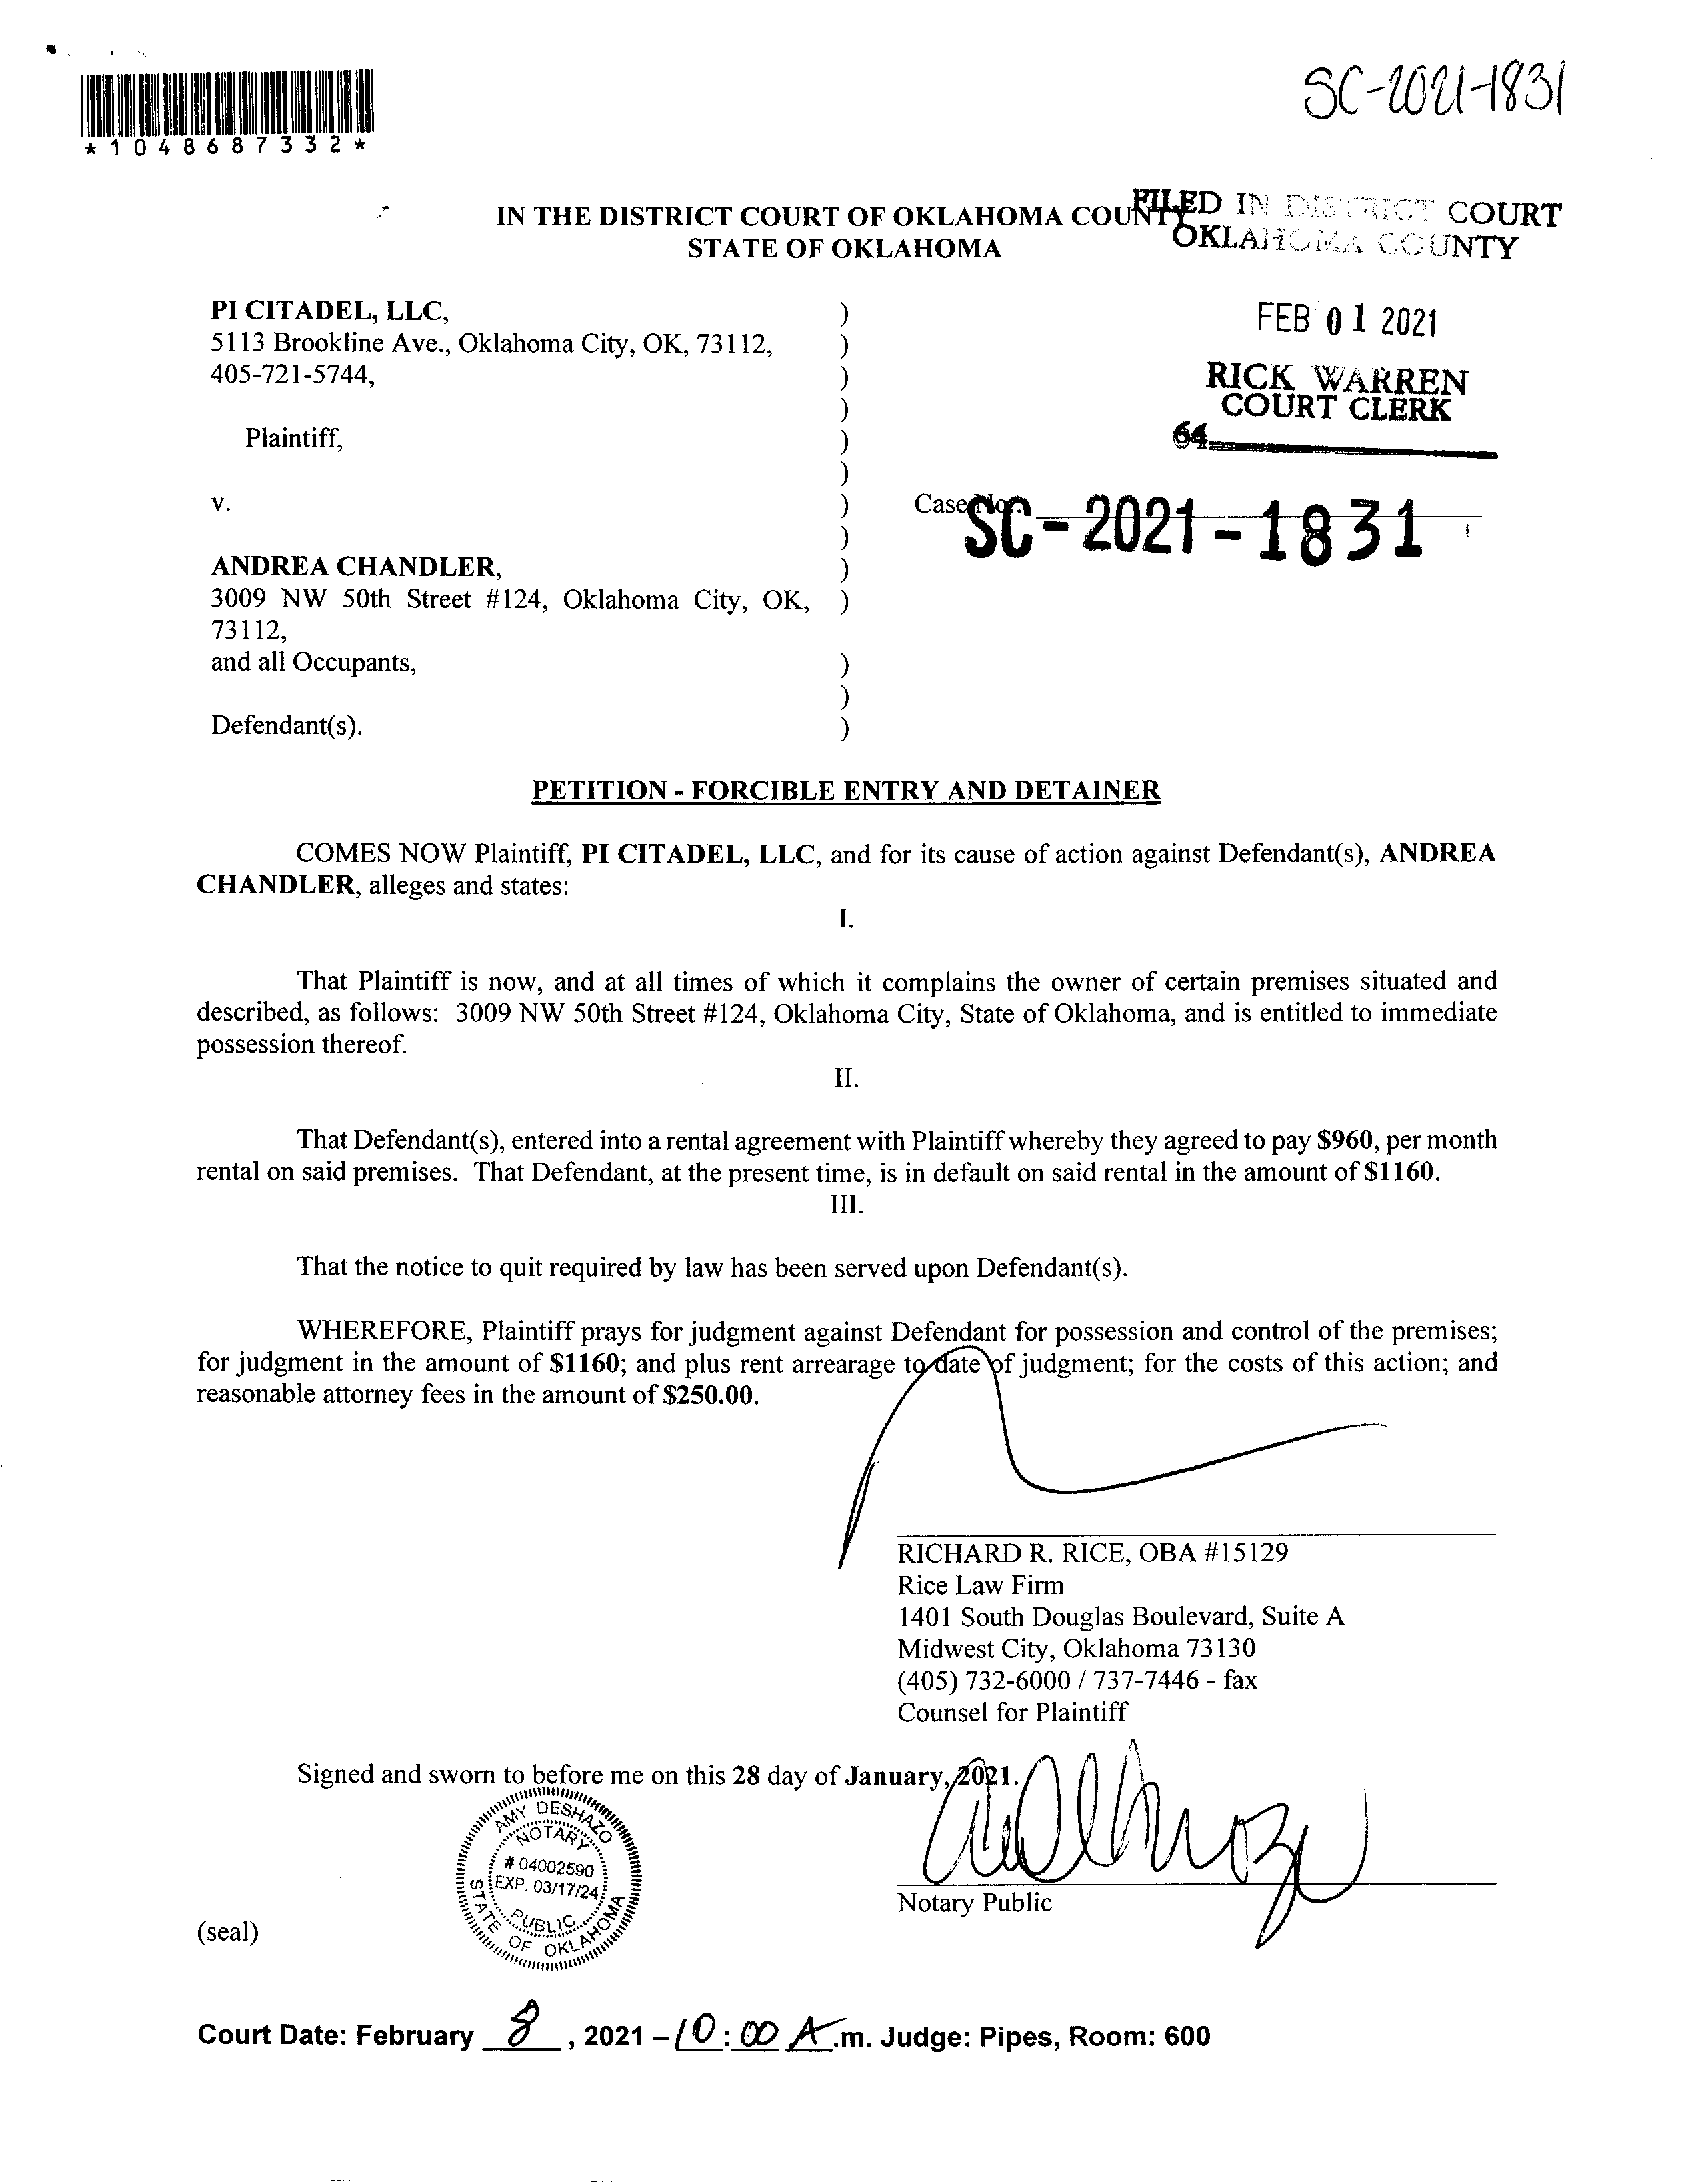 SC-2021-1831
*1048687332*
IN THE DISTRICT COURT OF OKLAHOMA COUNTY
STATE OF OKLAHOMA
FILED IN DISTRICT COURT
OKLAHOMA COUNTY
FEB 01 2021
RICK WARREN
COURT CLERK
64
PI CITADEL, LLC, )
5113 Brookline Ave., Oklahoma City, OK, 73112, )
405-721-5744, )
)
Plaintiff, )
)
v. )
Case No.
SC-2021-1831
)
ANDREA CHANDLER, )
3009 NW 50th Street #124, Oklahoma City, OK, )
73112,
and all Occupants, )
)
Defendant(s). )
PETITION - FORCIBLE ENTRY AND DETAINER
COMES NOW Plaintiff, PI CITADEL, LLC, and for its cause of action against Defendant(s), ANDREA
CHANDLER, alleges and states:
I.
That Plaintiff is now, and at all times of which it complains the owner of certain premises situated and
described, as follows: 3009 NW 50th Street #124, Oklahoma City, State of Oklahoma, and is entitled to immediate
possession thereof.
II.
That Defendant(s), entered into a rental agreement with Plaintiff whereby they agreed to pay $960, per month
rental on said premises. That Defendant, at the present time, is in default on said rental in the amount of $1160.
III.
That the notice to quit required by law has been served upon Defendant(s).
WHEREFORE, Plaintiff prays for judgment against Defendant for possession and control of the premises;
for judgment in the amount of $1160; and plus rent arrearage to date of judgment; for the costs of this action; and
reasonable attorney fees in the amount of $250.00.
RICHARD R. RICE, OBA #15129
Rice Law Firm
1401 South Douglas Boulevard, Suite A
Midwest City, Oklahoma 73130
(405) 732-6000 / 737-7446 - fax
Counsel for Plaintiff
Signed and sworn to before me on this 28 day of January, 2021.
AMY DESHAZO
NOTARY
# 04002590
EXP. 03/17/24
PUBLIC
STATE OF OKLAHOMA
Notary Public
(seal)
Court Date: February 8, 2021 - 10:00 A.m. Judge: Pipes, Room: 600